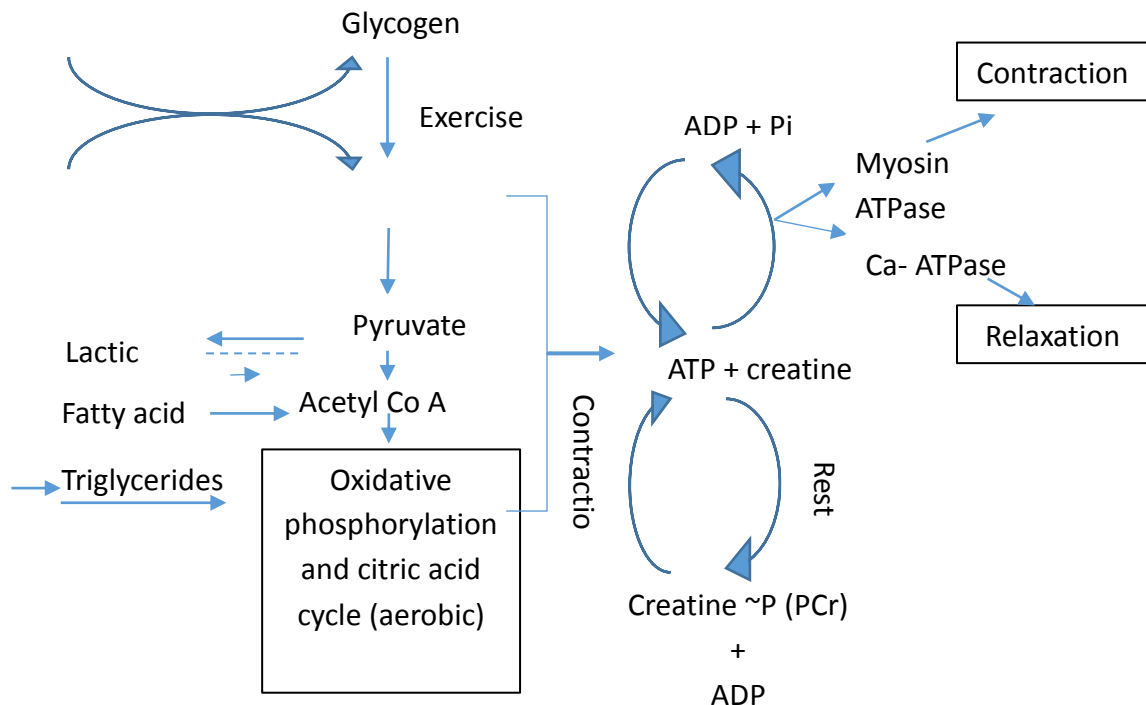 Glycogen
Exercise
Pyruvate
Lactic
Fatty acid
Acetyl Co A
Triglycerides
Oxidative
phosphorylation
and citric acid
cycle (aerobic)
Contractio
ADP + Pi
ATP + creatine
Rest
Creatine ~P (PCr)
+
ADP
Myosin
ATPase
Ca- ATPase
Contraction
Relaxation